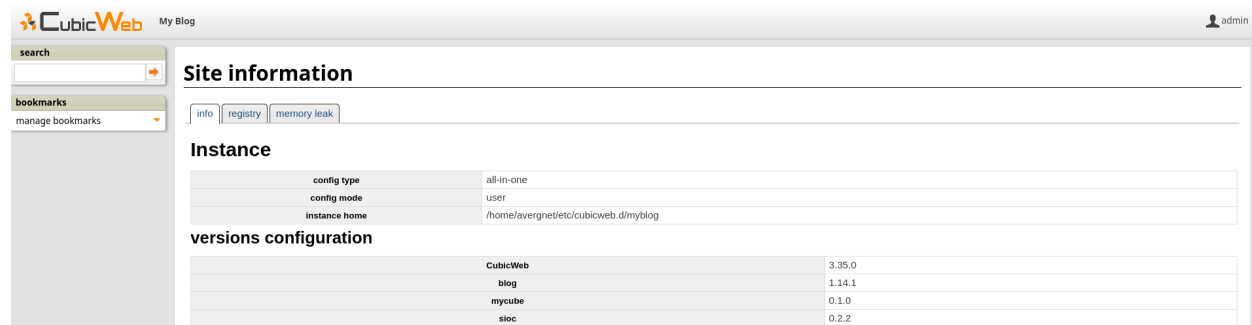 CubicWeb My Blog admin
search
bookmarks
manage bookmarks
Site information
info registry memory leak
Instance
config type all-in-one
config mode user
instance home /home/avergnet/etc/cubicweb.d/myblog
versions configuration
CubicWeb 3.35.0
blog 1.14.1
mycube 0.1.0
sioc 0.2.2